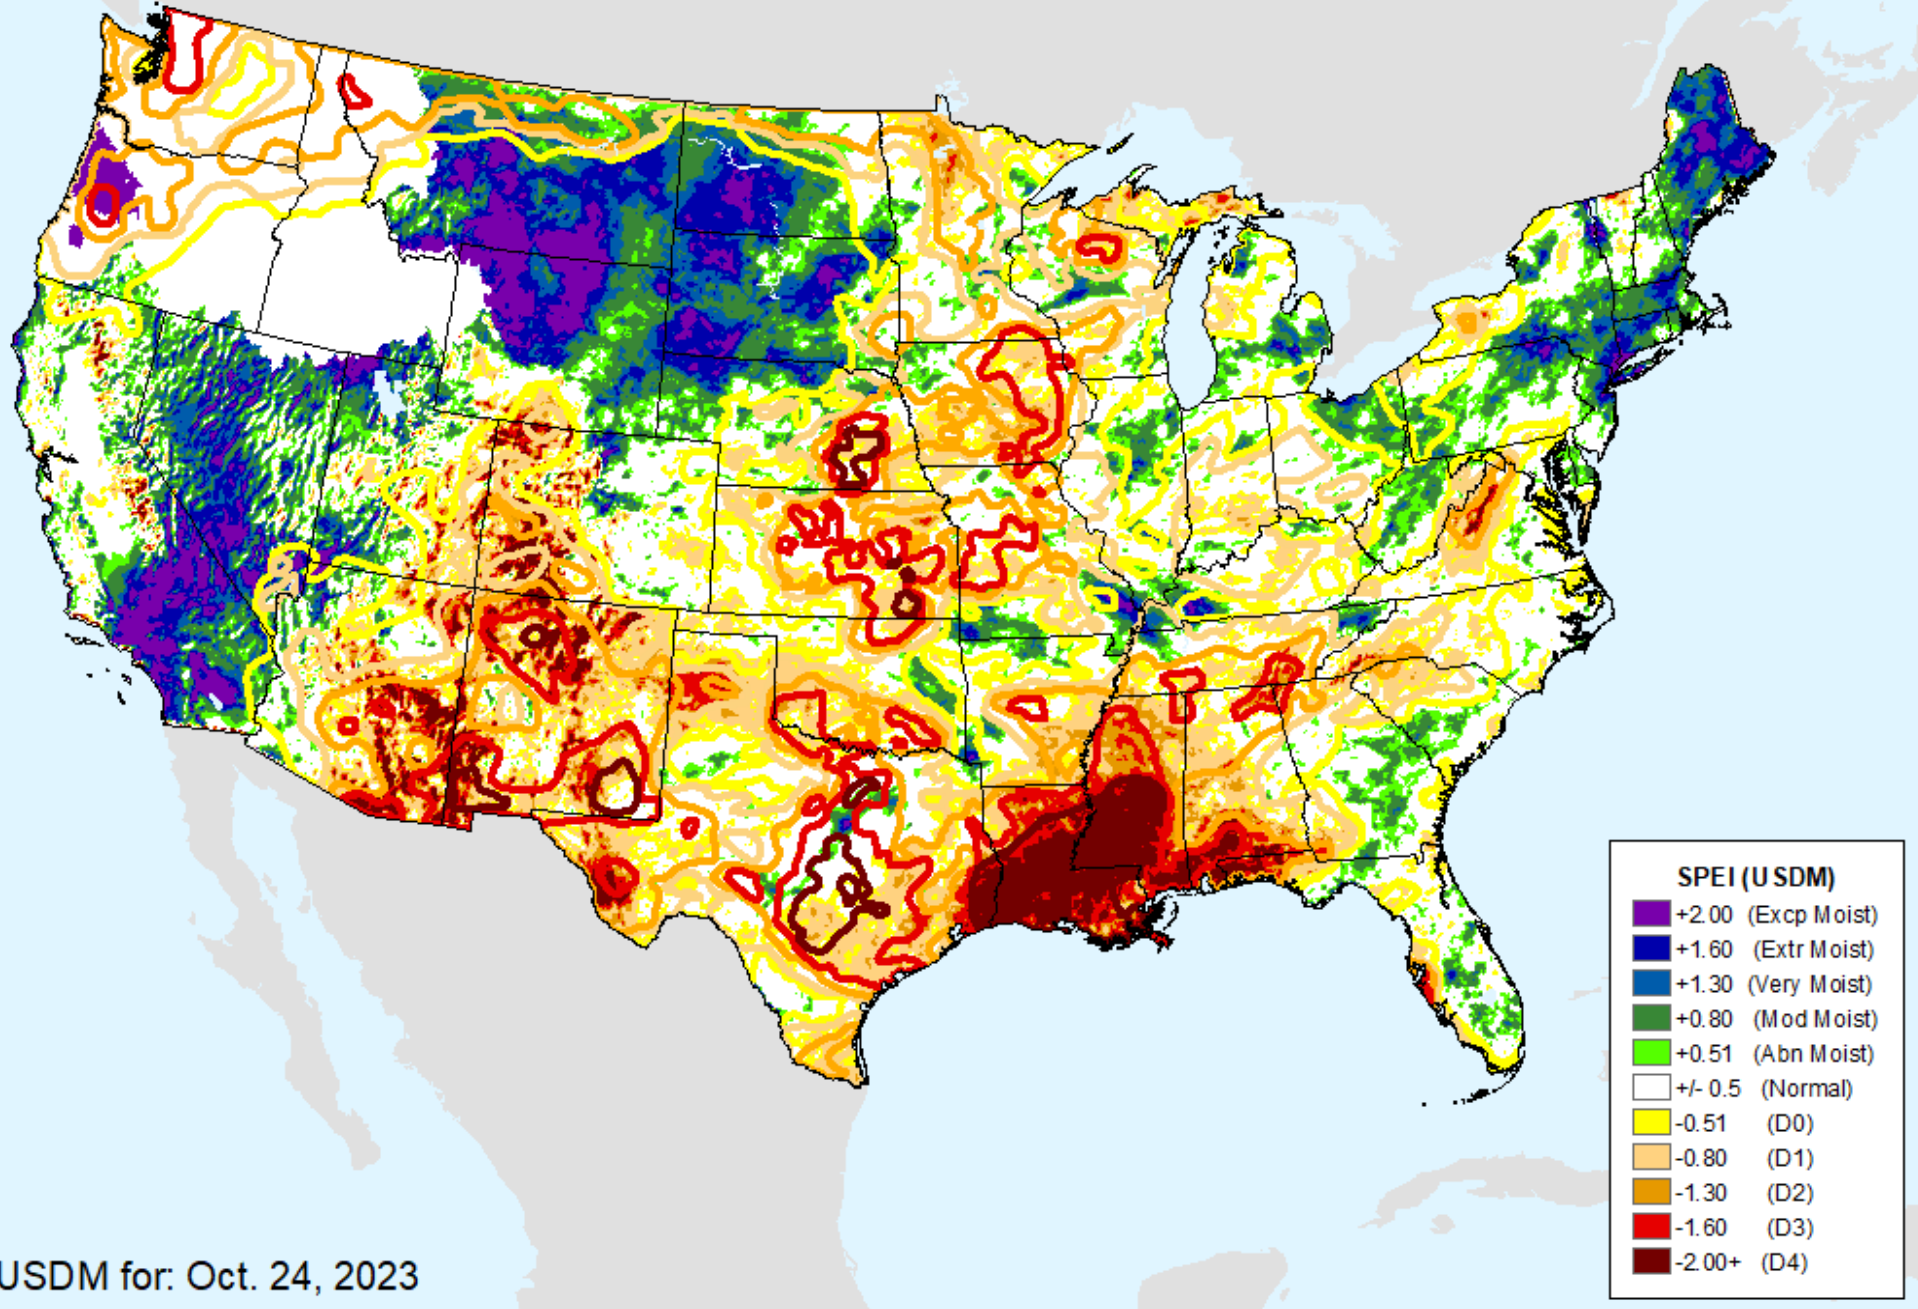 SPEI (USDM)
+2.00 (Excp Moist)
+1.60 (Extr Moist)
+1.30 (Very Moist)
+0.80 (Mod Moist)
+0.51 (Abn Moist)
+/- 0.5 (Normal)
-0.51 (D0)
-0.80 (D1)
-1.30 (D2)
-1.60 (D3)
-2.00+ (D4)
USDM for: Oct. 24, 2023